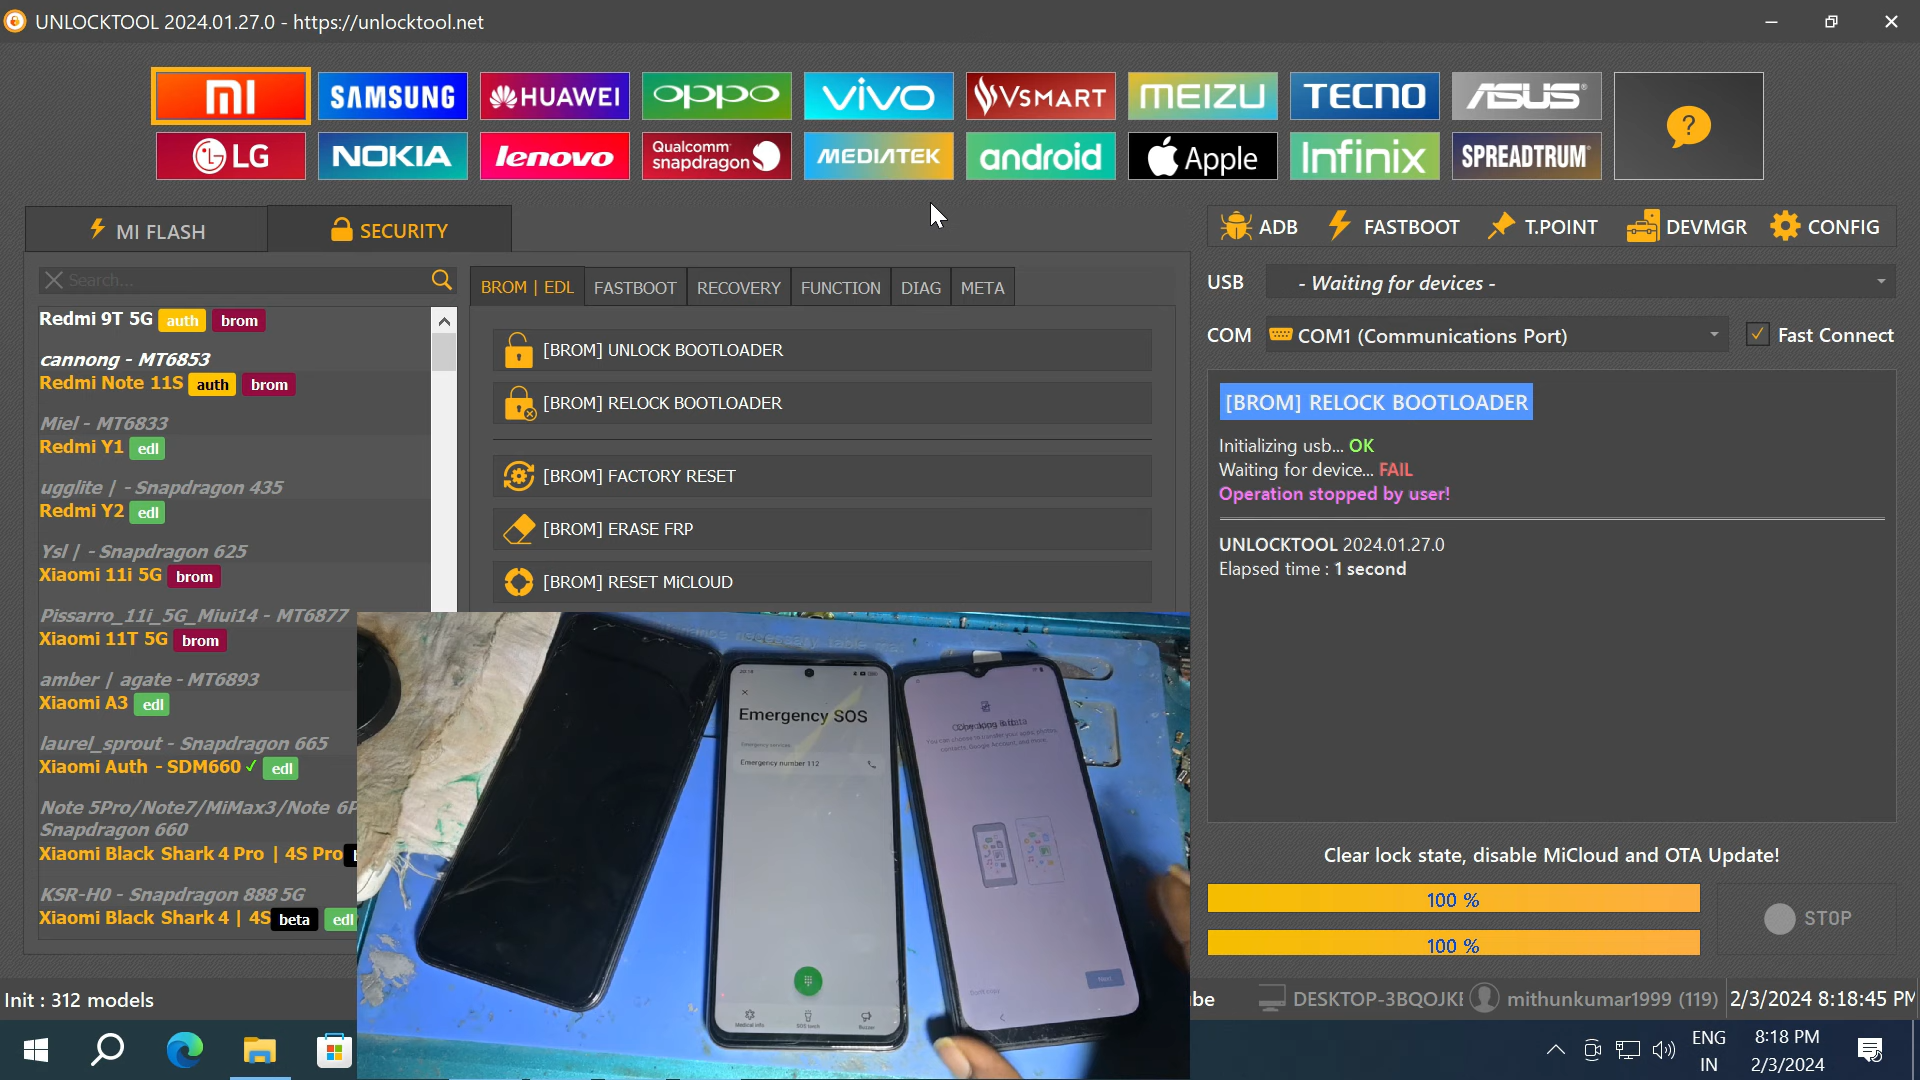 UNLOCKTOOL 2024.01.27.0 - https://unlocktool.net
MI SAMSUNG HUAWEI OPPO VIVO VSMART MEIZU TECNO ASUS
?
LG NOKIA lenovo Qualcomm snapdragon MEDIATEK android Apple Infinix SPREADTRUM
MI FLASH SECURITY
ADB FASTBOOT T.POINT DEVMGR CONFIG
Search...
BROM | EDL FASTBOOT RECOVERY FUNCTION DIAG META
USB - Waiting for devices -
COM COM1 (Communications Port) Fast Connect
Redmi 9T 5G auth brom
cannong - MT6853
Redmi Note 11S auth brom
Miel - MT6833
Redmi Y1 edl
ugglite | - Snapdragon 435
Redmi Y2 edl
Ysl | - Snapdragon 625
Xiaomi 11i 5G brom
Pissarro_11i_5G_Miui14 - MT6877
Xiaomi 11T 5G brom
amber | agate - MT6893
Xiaomi A3 edl
laurel_sprout - Snapdragon 665
Xiaomi Auth - SDM660 edl
Note 5Pro/Note7/MiMax3/Note 6P
Snapdragon 660
Xiaomi Black Shark 4 Pro | 4S Pro
KSR-H0 - Snapdragon 888 5G
Xiaomi Black Shark 4 | 4S beta edl
[BROM] UNLOCK BOOTLOADER
[BROM] RELOCK BOOTLOADER
[BROM] FACTORY RESET
[BROM] ERASE FRP
[BROM] RESET MiCLOUD
[BROM] RELOCK BOOTLOADER
Initializing usb... OK
Waiting for device... FAIL
Operation stopped by user!
UNLOCKTOOL 2024.01.27.0
Elapsed time : 1 second
Emergency SOS
Emergency services
Emergency number 112
Medical info
Next
Clear lock state, disable MiCloud and OTA Update!
100 %
100 %
STOP
Init : 312 models
be DESKTOP-3BQOJKI mithunkumar1999 (119) 2/3/2024 8:18:45 PM
ENG
IN
8:18 PM
2/3/2024